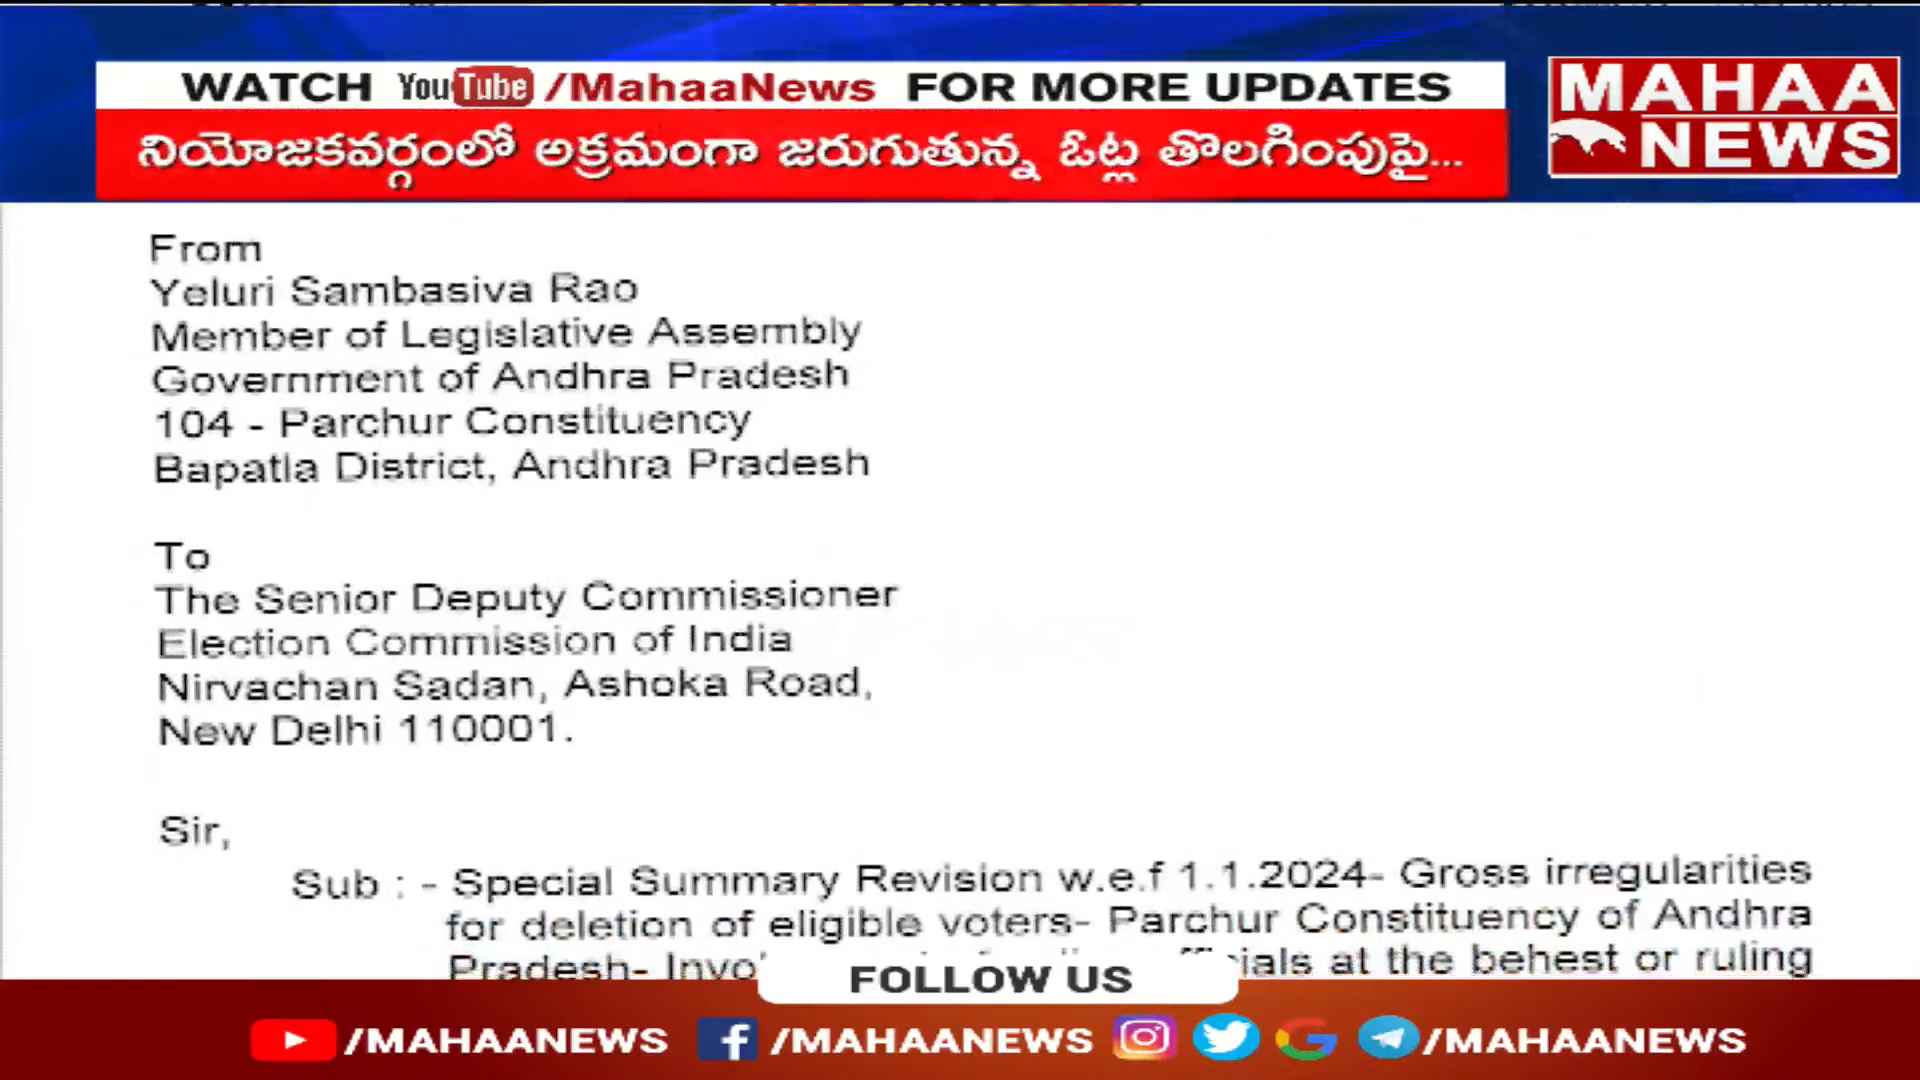 WATCH YouTube /MahaaNews FOR MORE UPDATES
MAHAA
NEWS
నియోజకవర్గంలో అక్రమంగా జరుగుతున్న ఓట్ల తొలగింపుపై...
From
Yeluri Sambasiva Rao
Member of Legislative Assembly
Government of Andhra Pradesh
104 - Parchur Constituency
Bapatla District, Andhra Pradesh
To
The Senior Deputy Commissioner
Election Commission of India
Nirvachan Sadan, Ashoka Road,
New Delhi 110001.
Sir,
Sub : - Special Summary Revision w.e.f 1.1.2024- Gross irregularities
for deletion of eligible voters- Parchur Constituency of Andhra
Pradesh- at the behest or ruling
FOLLOW US
/MAHAANEWS /MAHAANEWS /MAHAANEWS